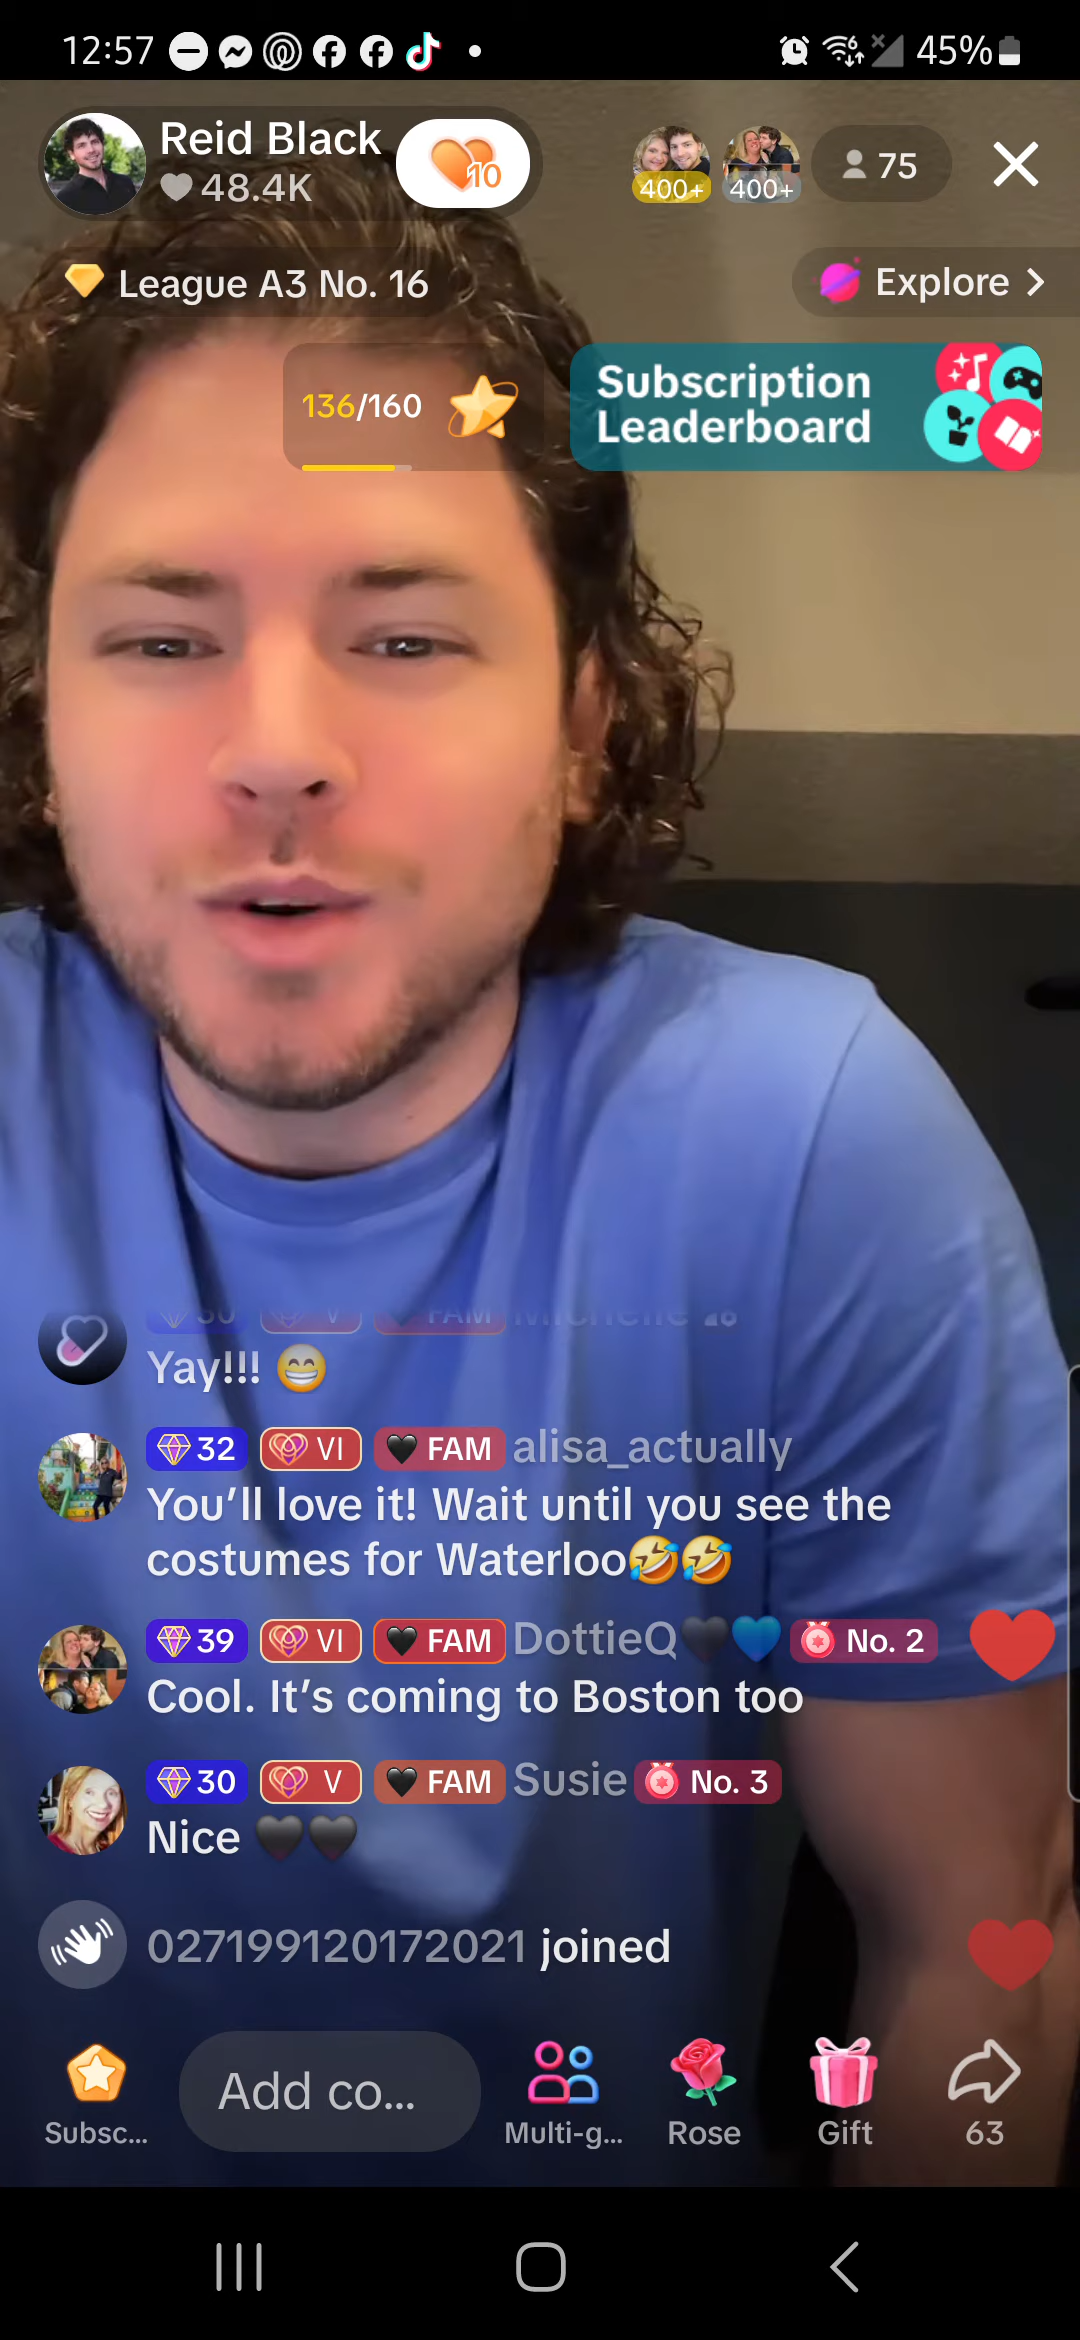 12:57
45%
Reid Black
48.4K
10
400+
400+
75
League A3 No. 16
Explore
136/160
Subscription
Leaderboard
30 V FAM Michelle
Yay!!! 😁
32 VI FAM alisa_actually
You’ll love it! Wait until you see the
costumes for Waterloo🤣🤣
39 VI FAM DottieQ🖤💙 No. 2
Cool. It’s coming to Boston too
30 V FAM Susie No. 3
Nice 🖤🖤
027199120172021 joined
Add co...
Subsc...
Multi-g...
Rose
Gift
63